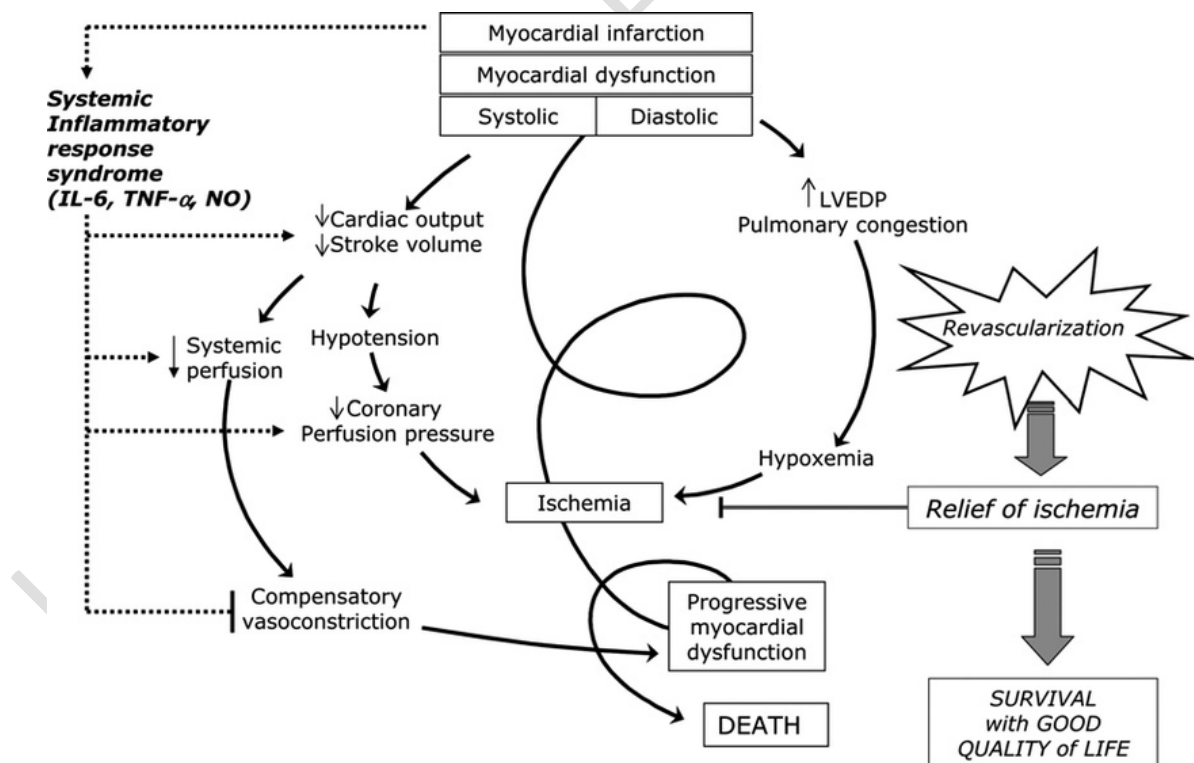 Myocardial infarction
Myocardial dysfunction
Systolic
Diastolic
Systemic
Inflammatory
response
syndrome
(IL-6, TNF-α, NO)
↓Cardiac output
↓Stroke volume
↑LVEDP
Pulmonary congestion
Revascularization
↓ Systemic
perfusion
Hypotension
↓Coronary
Perfusion pressure
Hypoxemia
Ischemia
Relief of ischemia
Compensatory
vasoconstriction
Progressive
myocardial
dysfunction
DEATH
SURVIVAL
with GOOD
QUALITY of LIFE